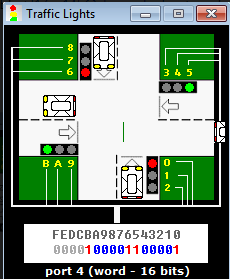 Traffic Lights
8
7
6
3 4 5
B A 9
0
1
2
FEDCBA9876543210
0000100001100001
port 4 (word - 16 bits)